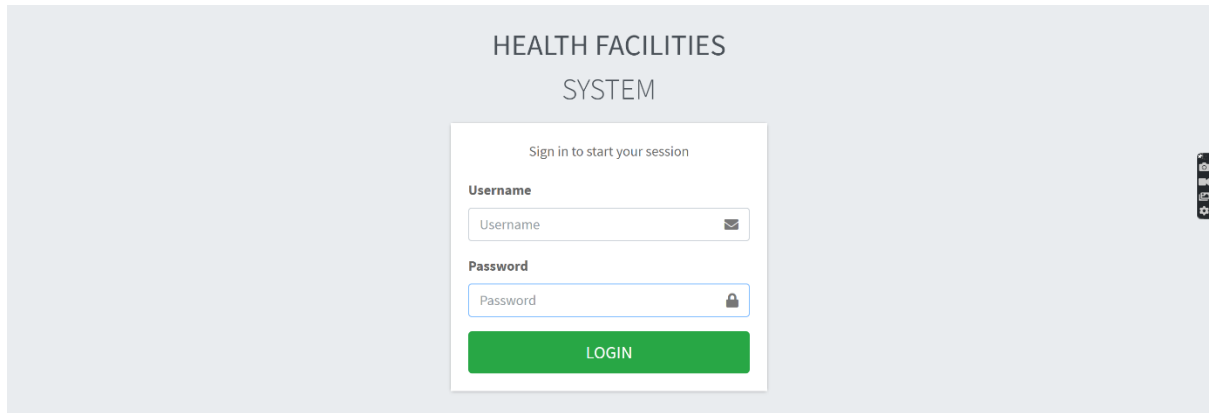 HEALTH FACILITIES
SYSTEM
Sign in to start your session
Username
Username
Password
Password
LOGIN